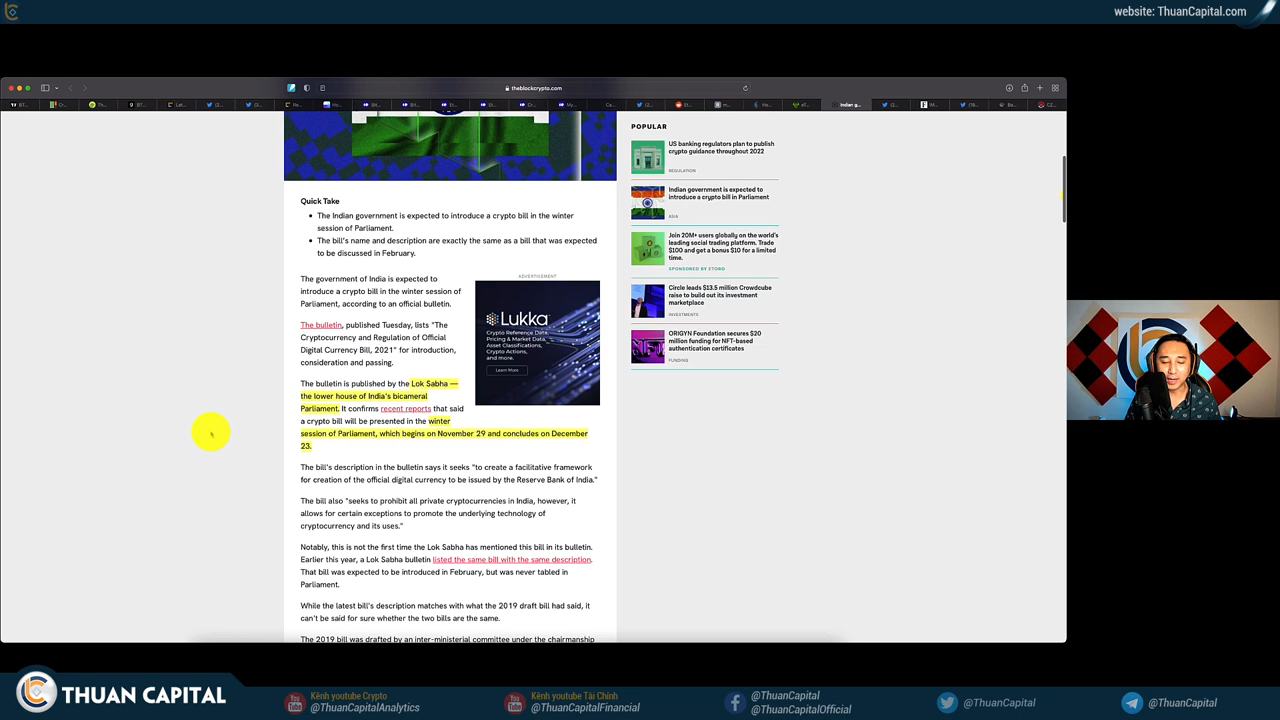 website: ThuanCapital.com
theblockcrypto.com
Quick Take
The Indian government is expected to introduce a crypto bill in the winter
session of Parliament.
The bill's name and description are exactly the same as a bill that was expected
to be discussed in February.
The government of India is expected to
introduce a crypto bill in the winter session of
Parliament, according to an official bulletin.
The bulletin, published Tuesday, lists "The
Cryptocurrency and Regulation of Official
Digital Currency Bill, 2021" for introduction,
consideration and passing.
ADVERTISEMENT
Lukka
Crypto Reference Data,
Pricing & Market Data,
Asset Classifications,
Crypto Actions,
and more.
Learn More
The bulletin is published by the Lok Sabha —
the lower house of India's bicameral
Parliament. It confirms recent reports that said
a crypto bill will be presented in the winter
session of Parliament, which begins on November 29 and concludes on December
23.
The bill's description in the bulletin says it seeks "to create a facilitative framework
for creation of the official digital currency to be issued by the Reserve Bank of India."
The bill also "seeks to prohibit all private cryptocurrencies in India, however, it
allows for certain exceptions to promote the underlying technology of
cryptocurrency and its uses."
Notably, this is not the first time the Lok Sabha has mentioned this bill in its bulletin.
Earlier this year, a Lok Sabha bulletin listed the same bill with the same description.
That bill was expected to be introduced in February, but was never tabled in
Parliament.
While the latest bill's description matches with what the 2019 draft bill had said, it
can't be said for sure whether the two bills are the same.
The 2019 bill was drafted by an inter-ministerial committee under the chairmanship
POPULAR
US banking regulators plan to publish
crypto guidance throughout 2022
REGULATION
Indian government is expected to
introduce a crypto bill in Parliament
ASIA
Join 20M+ users globally on the world's
leading social trading platform. Trade
$100 and get a bonus $10 for a limited
time.
SPONSORED BY ETORO
Circle leads $13.5 million Crowdcube
raise to build out its investment
marketplace
INVESTMENTS
ORIGYN Foundation secures $20
million funding for NFT-based
authentication certificates
FUNDING
THUAN CAPITAL
Kênh youtube Crypto
@ThuanCapitalAnalytics
Kênh youtube Tài Chính
@ThuanCapitalFinancial
@ThuanCapital
@ThuanCapitalOfficial
@ThuanCapital
@ThuanCapital